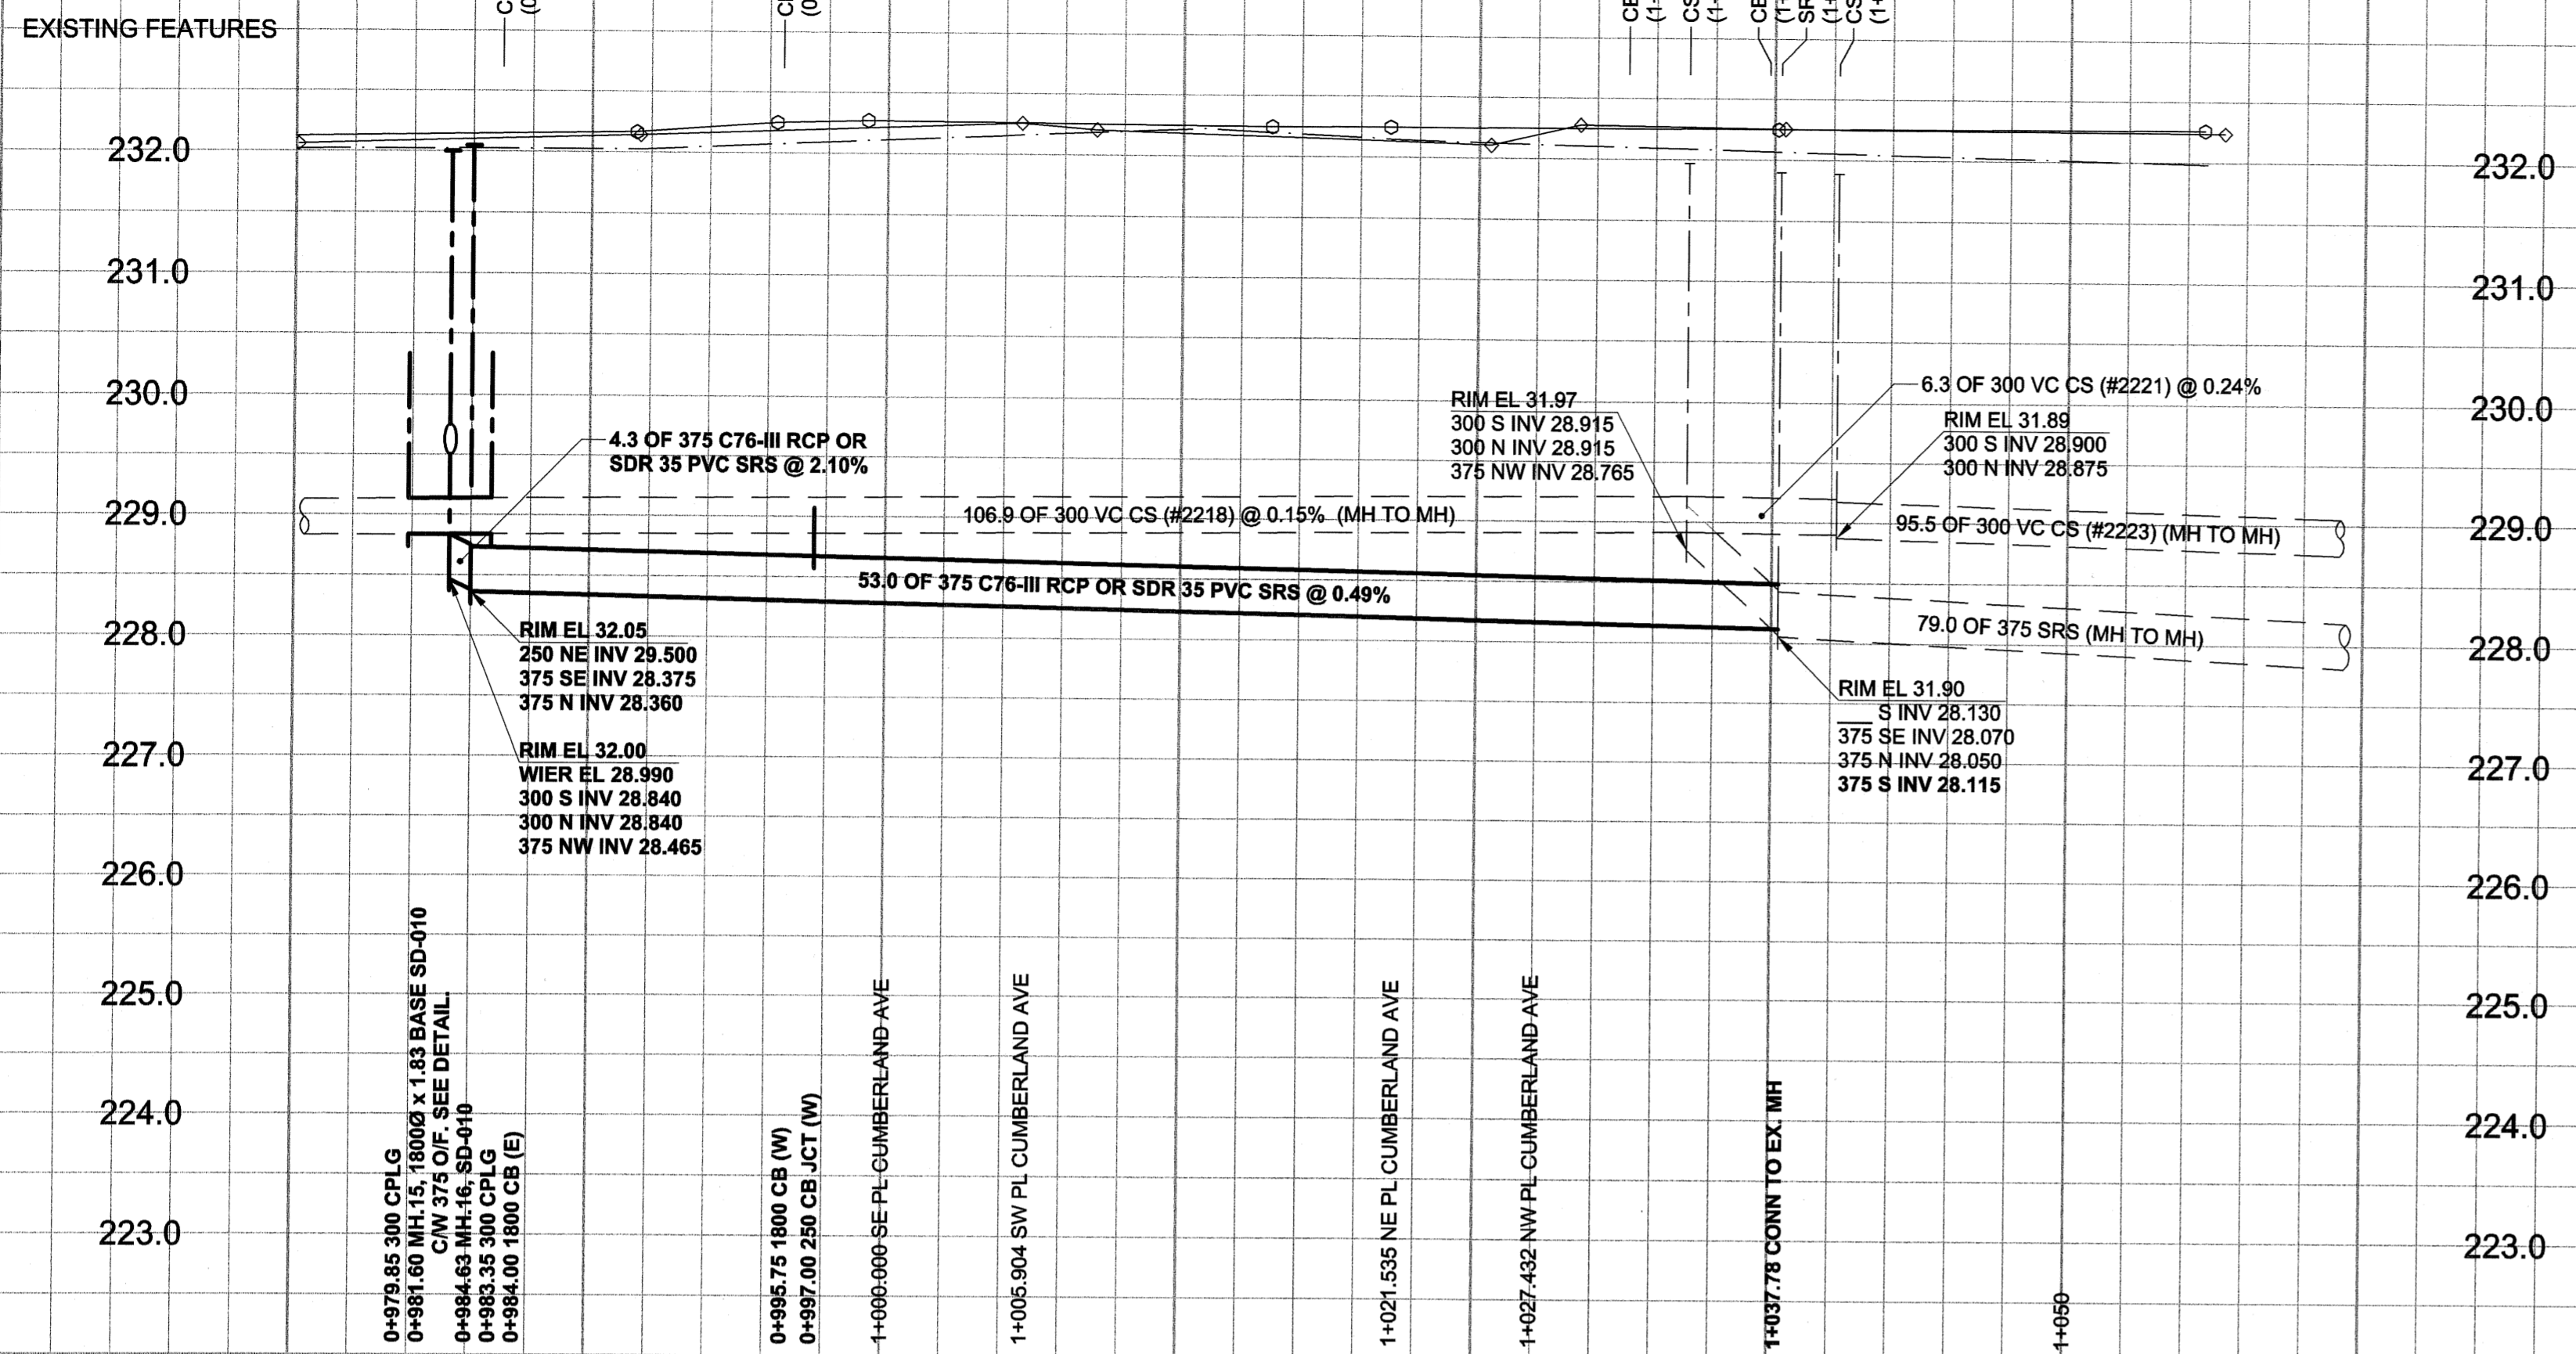 EXISTING FEATURES
232.0
231.0
230.0
229.0
228.0
227.0
226.0
225.0
224.0
223.0
4.3 OF 375 C76-III RCP OR
SDR 35 PVC SRS @ 2.10%
106.9 OF 300 VC CS (#2218) @ 0.15% (MH TO MH)
53.0 OF 375 C76-III RCP OR SDR 35 PVC SRS @ 0.49%
RIM EL 32.05
250 NE INV 29.500
375 SE INV 28.375
375 N INV 28.360
RIM EL 32.00
WIER EL 28.990
300 S INV 28.840
300 N INV 28.840
375 NW INV 28.465
RIM EL 31.97
300 S INV 28.915
300 N INV 28.915
375 NW INV 28.765
6.3 OF 300 VC CS (#2221) @ 0.24%
RIM EL 31.89
300 S INV 28.900
300 N INV 28.875
95.5 OF 300 VC CS (#2223) (MH TO MH)
79.0 OF 375 SRS (MH TO MH)
RIM EL 31.90
___ S INV 28.130
375 SE INV 28.070
375 N INV 28.050
375 S INV 28.115
0+979.85 300 CPLG
0+981.60 MH.15, 1800Ø x 1.83 BASE SD-010
C/W 375 O/F. SEE DETAIL.
0+984.63 MH.16, SD-010
0+983.35 300 CPLG
0+984.00 1800 CB (E)
0+995.75 1800 CB (W)
0+997.00 250 CB JCT (W)
1+000.000 SE PL CUMBERLAND AVE
1+005.904 SW PL CUMBERLAND AVE
1+021.535 NE PL CUMBERLAND AVE
1+027.432 NW PL CUMBERLAND AVE
1+037.78 CONN TO EX. MH
1+050
232.0
231.0
230.0
229.0
228.0
227.0
226.0
225.0
224.0
223.0